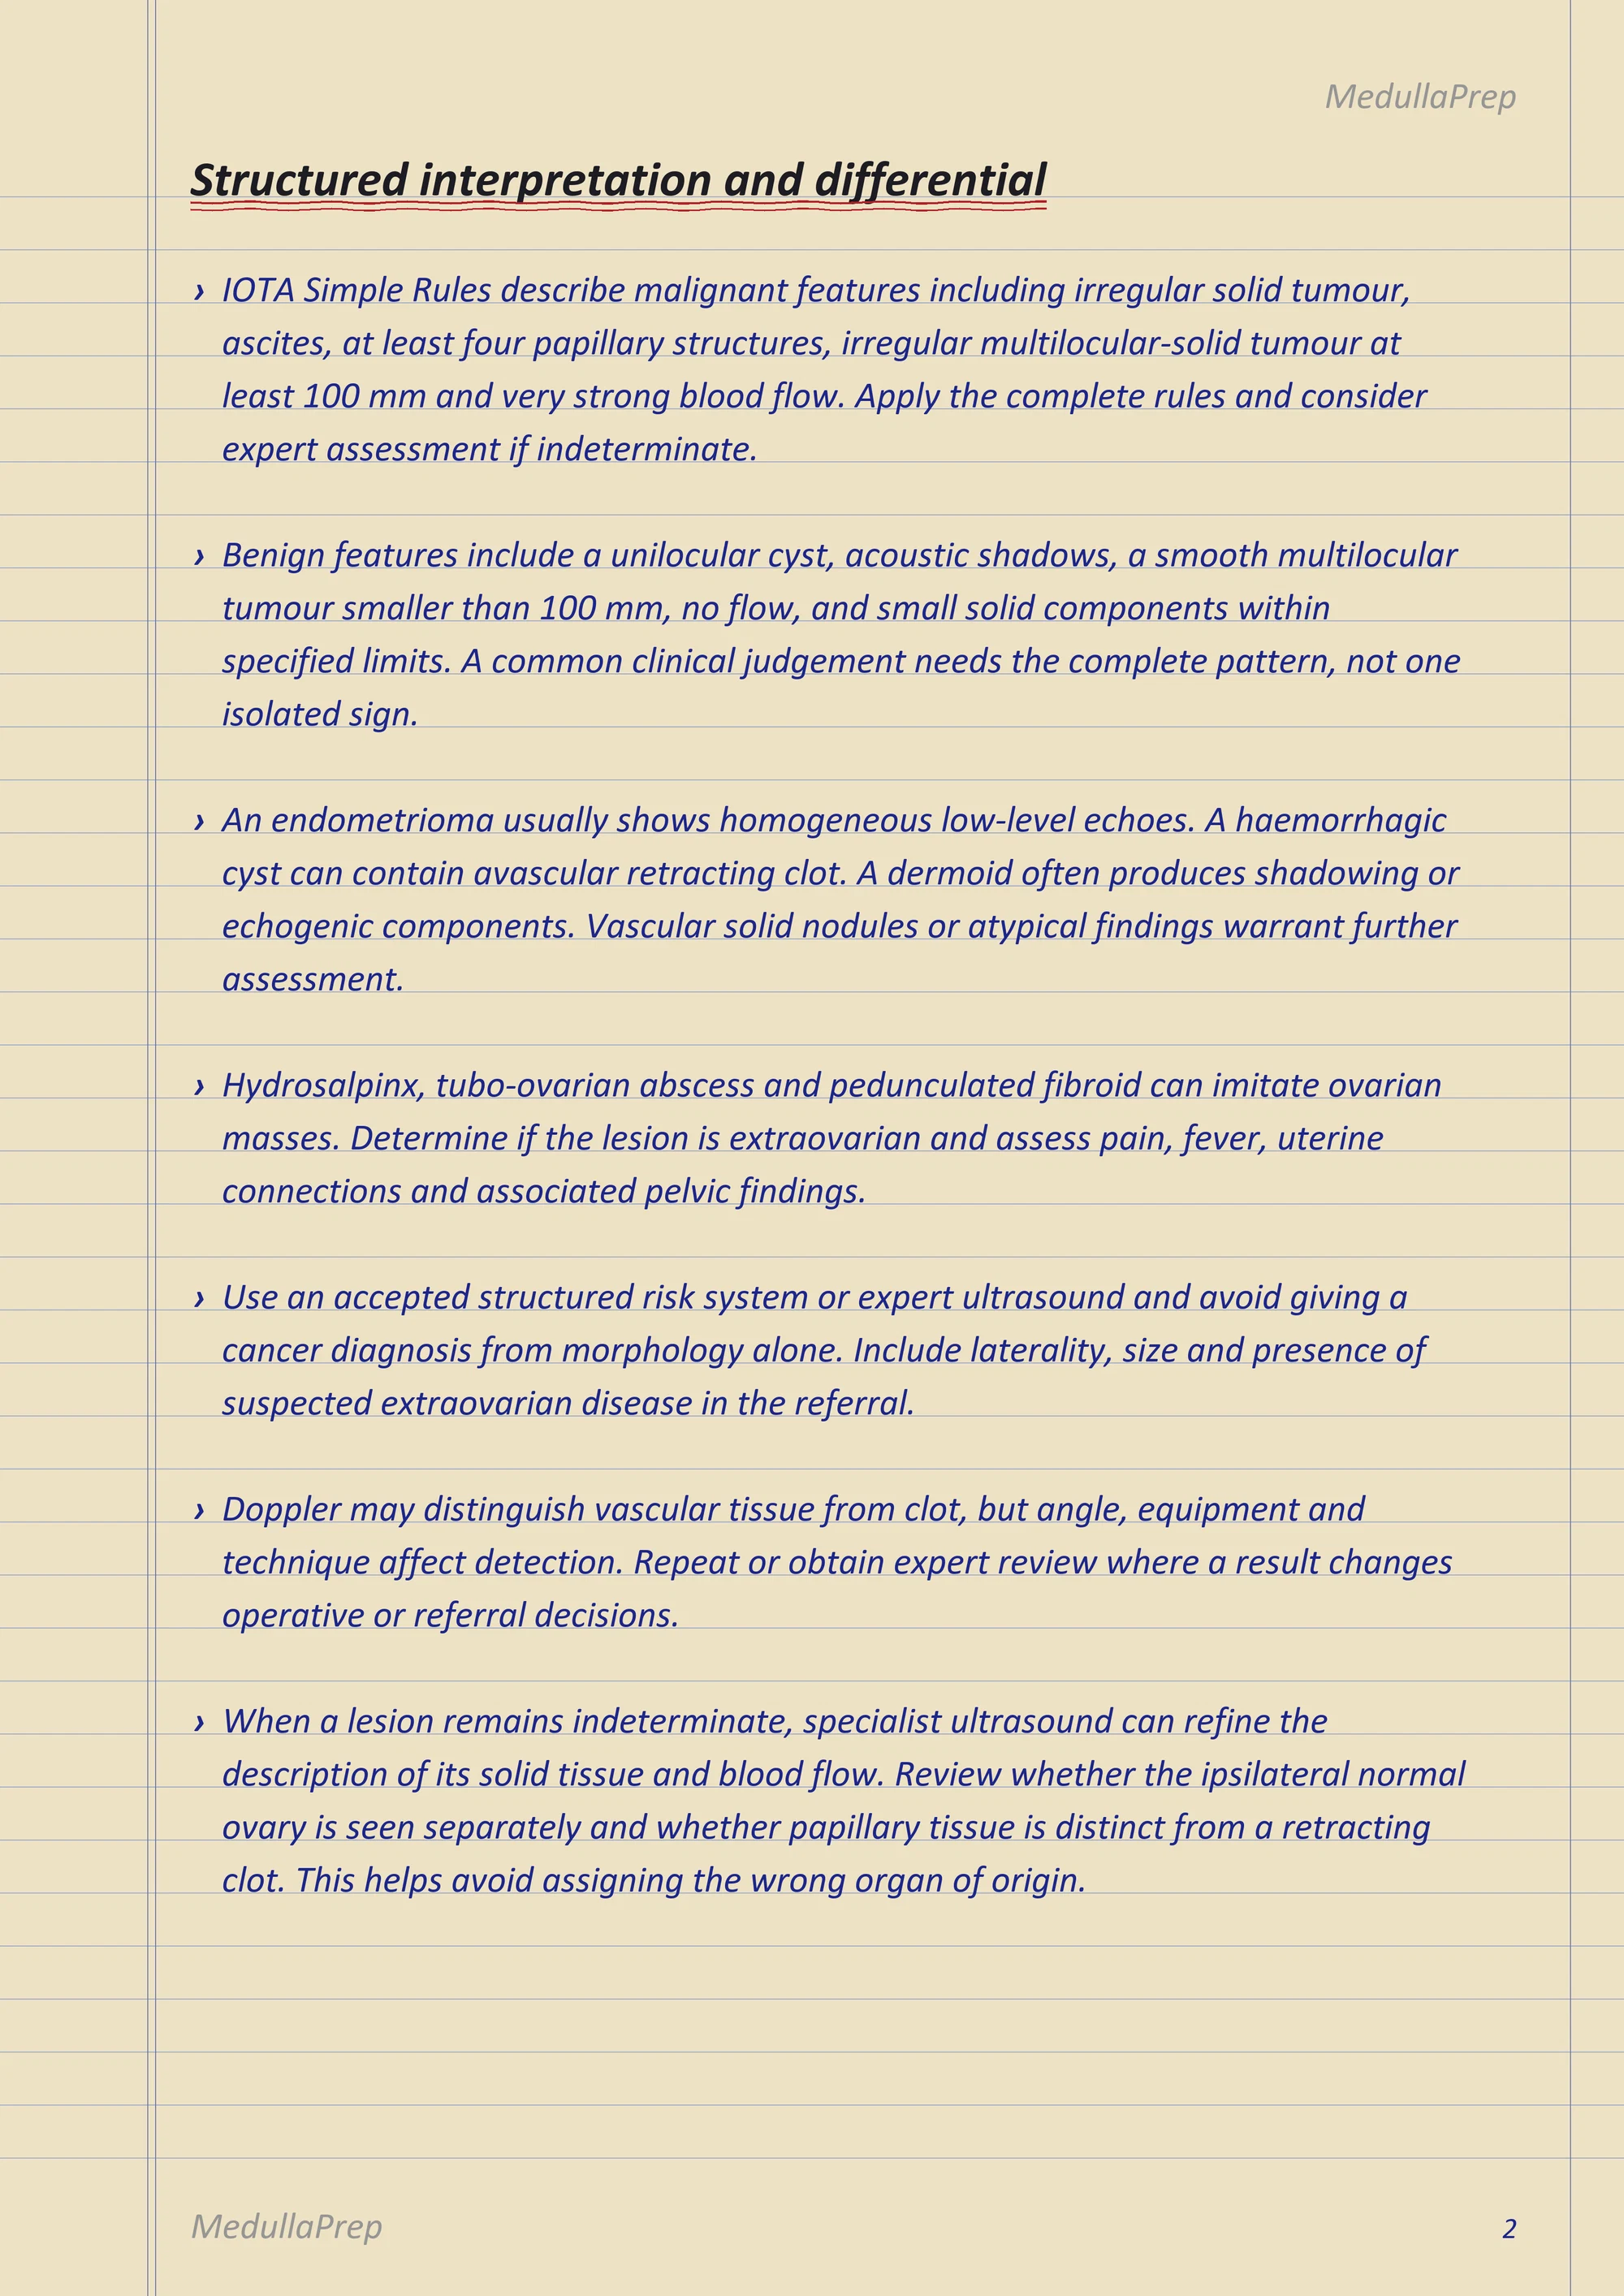 MedullaPrep
Structured interpretation and differential
› IOTA Simple Rules describe malignant features including irregular solid tumour,
ascites, at least four papillary structures, irregular multilocular-solid tumour at
least 100 mm and very strong blood flow. Apply the complete rules and consider
expert assessment if indeterminate.
› Benign features include a unilocular cyst, acoustic shadows, a smooth multilocular
tumour smaller than 100 mm, no flow, and small solid components within
specified limits. A common clinical judgement needs the complete pattern, not one
isolated sign.
› An endometrioma usually shows homogeneous low-level echoes. A haemorrhagic
cyst can contain avascular retracting clot. A dermoid often produces shadowing or
echogenic components. Vascular solid nodules or atypical findings warrant further
assessment.
› Hydrosalpinx, tubo-ovarian abscess and pedunculated fibroid can imitate ovarian
masses. Determine if the lesion is extraovarian and assess pain, fever, uterine
connections and associated pelvic findings.
› Use an accepted structured risk system or expert ultrasound and avoid giving a
cancer diagnosis from morphology alone. Include laterality, size and presence of
suspected extraovarian disease in the referral.
› Doppler may distinguish vascular tissue from clot, but angle, equipment and
technique affect detection. Repeat or obtain expert review where a result changes
operative or referral decisions.
› When a lesion remains indeterminate, specialist ultrasound can refine the
description of its solid tissue and blood flow. Review whether the ipsilateral normal
ovary is seen separately and whether papillary tissue is distinct from a retracting
clot. This helps avoid assigning the wrong organ of origin.
MedullaPrep
2